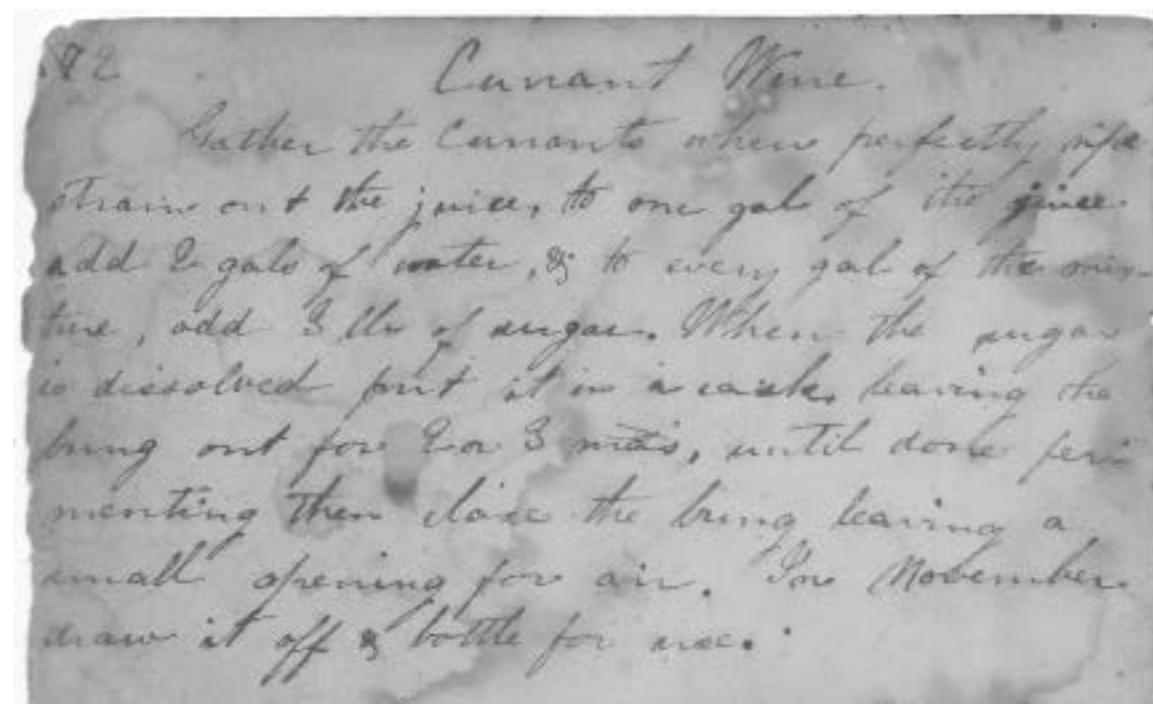 82
Currant Wine.
Gather the Currants when perfectly ripe
strain out the juice, to one gal of the juice
add 2 gals of water, & to every gal of the mix-
ture, add 3 lbs of sugar. When the sugar
is dissolved put it in a cask, leaving the
bung out for 2 or 3 , until done fer-
menting then close the bung leaving a
small opening for air. In November
draw it off & bottle for use.